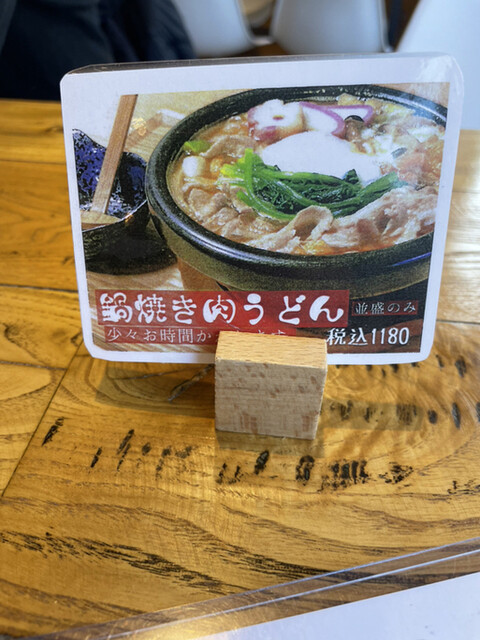 鍋焼き肉うどん 並盛のみ
少々お時間か
税込1180